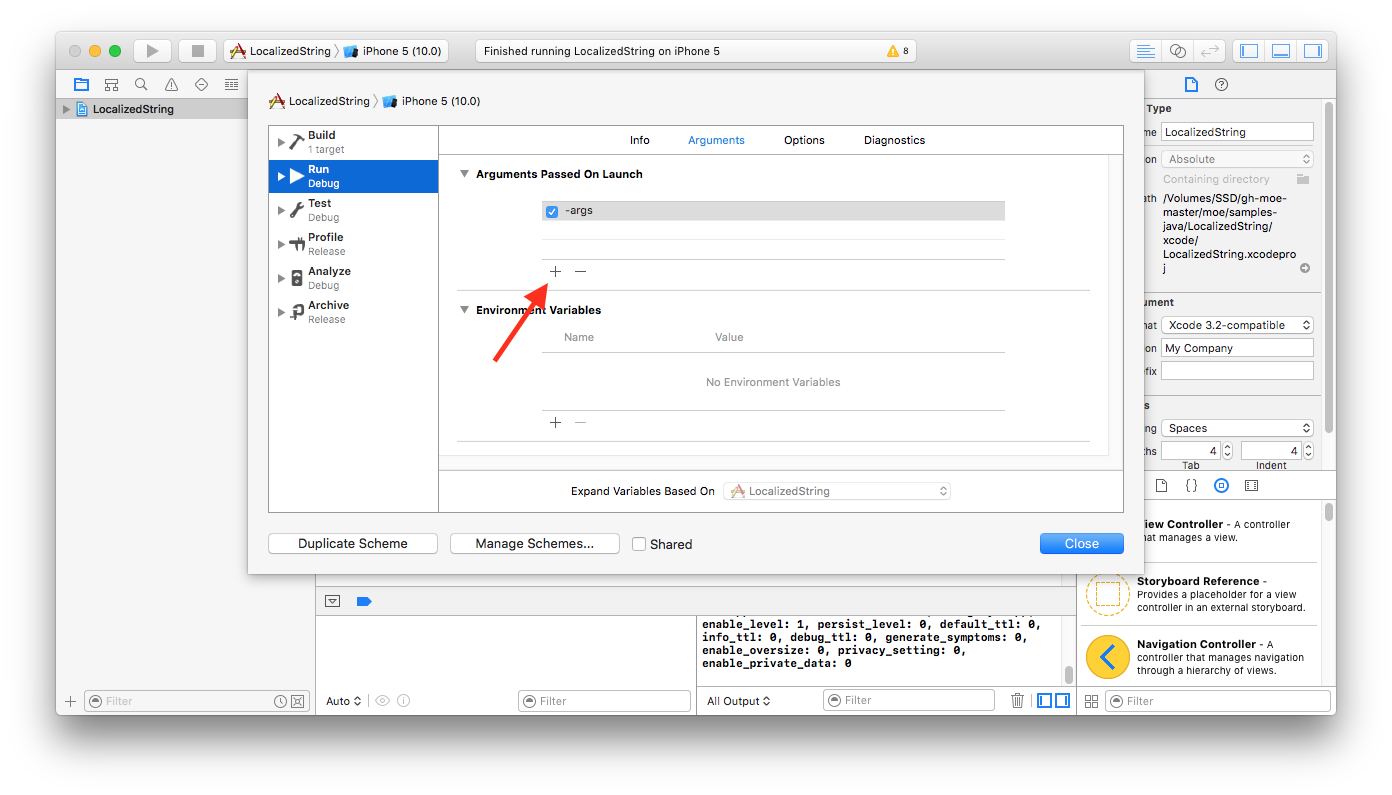 LocalizedString iPhone 5 (10.0)
Finished running LocalizedString on iPhone 5
8
LocalizedString
LocalizedString iPhone 5 (10.0)
Build
1 target
Run
Debug
Test
Debug
Profile
Release
Analyze
Debug
Archive
Release
Info Arguments Options Diagnostics
Arguments Passed On Launch
-args
Environment Variables
Name Value
No Environment Variables
Expand Variables Based On LocalizedString
Duplicate Scheme Manage Schemes... Shared Close
Type
me LocalizedString
on Absolute
Containing directory
ath /Volumes/SSD/gh-moe-
master/moe/samples-
java/LocalizedString/
xcode/
LocalizedString.xcodepro
j
ument
nat Xcode 3.2-compatible
on My Company
efix
s
ng Spaces
ths 4 4
Tab Indent
iew Controller - A controller
hat manages a view.
Storyboard Reference -
Provides a placeholder for a view
controller in an external storyboard.
Navigation Controller - A
controller that manages navigation
through a hierarchy of views.
enable_level: 1, persist_level: 0, default_ttl: 0,
info_ttl: 0, debug_ttl: 0, generate_symptoms: 0,
enable_oversize: 0, privacy_setting: 0,
enable_private_data: 0
Filter
Auto
Filter
All Output
Filter
Filter